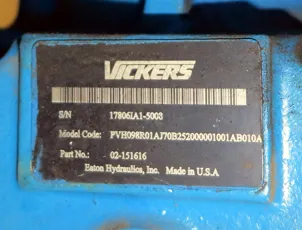 VICKERS
S/N 17806IA1-5003
Model Code: PVH098R01AJ70B252000001001AB010A
Part No.: 02-151616
Eaton Hydraulics, Inc. Made in U.S.A